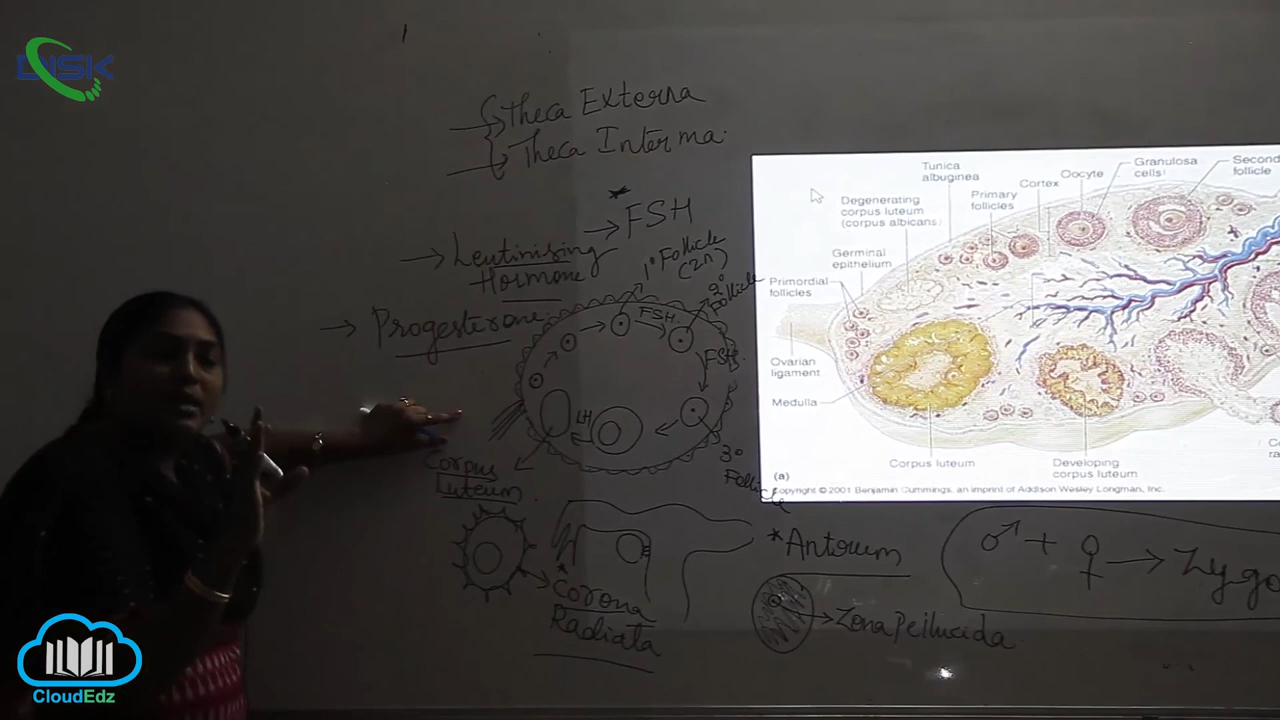 DNSK
Theca Externa
Theca Interma
FSH
Leutinising
Hormone
Progesterone
1° Follicle
(2n)
2°
Follicle
FSH.
FSH.
LH
3°
Follicle
Corpus
Luteum
*Corona
Radiata
*Antrum
Zona Pellucida
♂ + ♀ → Zygo
Tunica
albuginea
Granulosa
cells
Second
follicle
Oocyte
Cortex
Primary
follicles
Degenerating
corpus luteum
(corpus albicans)
Germinal
epithelium
Primordial
follicles
Ovarian
ligament
Medulla
Corpus luteum
Developing
corpus luteum
(a)
Copyright © 2001 Benjamin Cummings, an imprint of Addison Wesley Longman, Inc.
CloudEdz